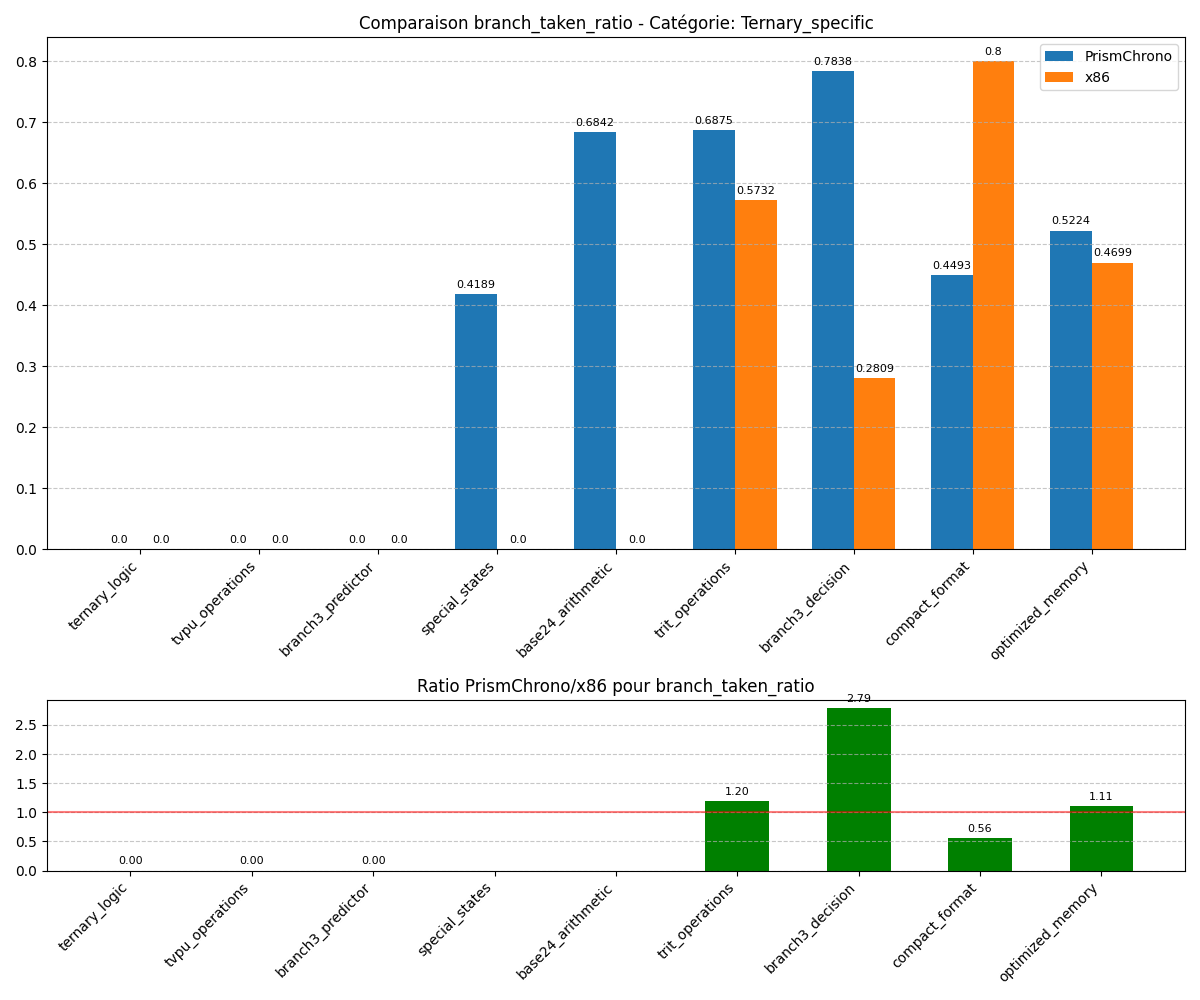 Comparaison branch_taken_ratio - Catégorie: Ternary_specific
PrismChrono
x86
0.8
0.7
0.6
0.5
0.4
0.3
0.2
0.1
0.0
0.0 0.0 0.0 0.0 0.0 0.0 0.4189 0.0 0.6842 0.0 0.6875 0.5732 0.7838 0.2809 0.4493 0.8 0.5224 0.4699
ternary_logic
tvpu_operations
branch3_predictor
special_states
base24_arithmetic
trit_operations
branch3_decision
compact_format
optimized_memory
Ratio PrismChrono/x86 pour branch_taken_ratio
2.5
2.0
1.5
1.0
0.5
0.0
0.00 0.00 0.00 1.20 2.79 0.56 1.11
ternary_logic
tvpu_operations
branch3_predictor
special_states
base24_arithmetic
trit_operations
branch3_decision
compact_format
optimized_memory